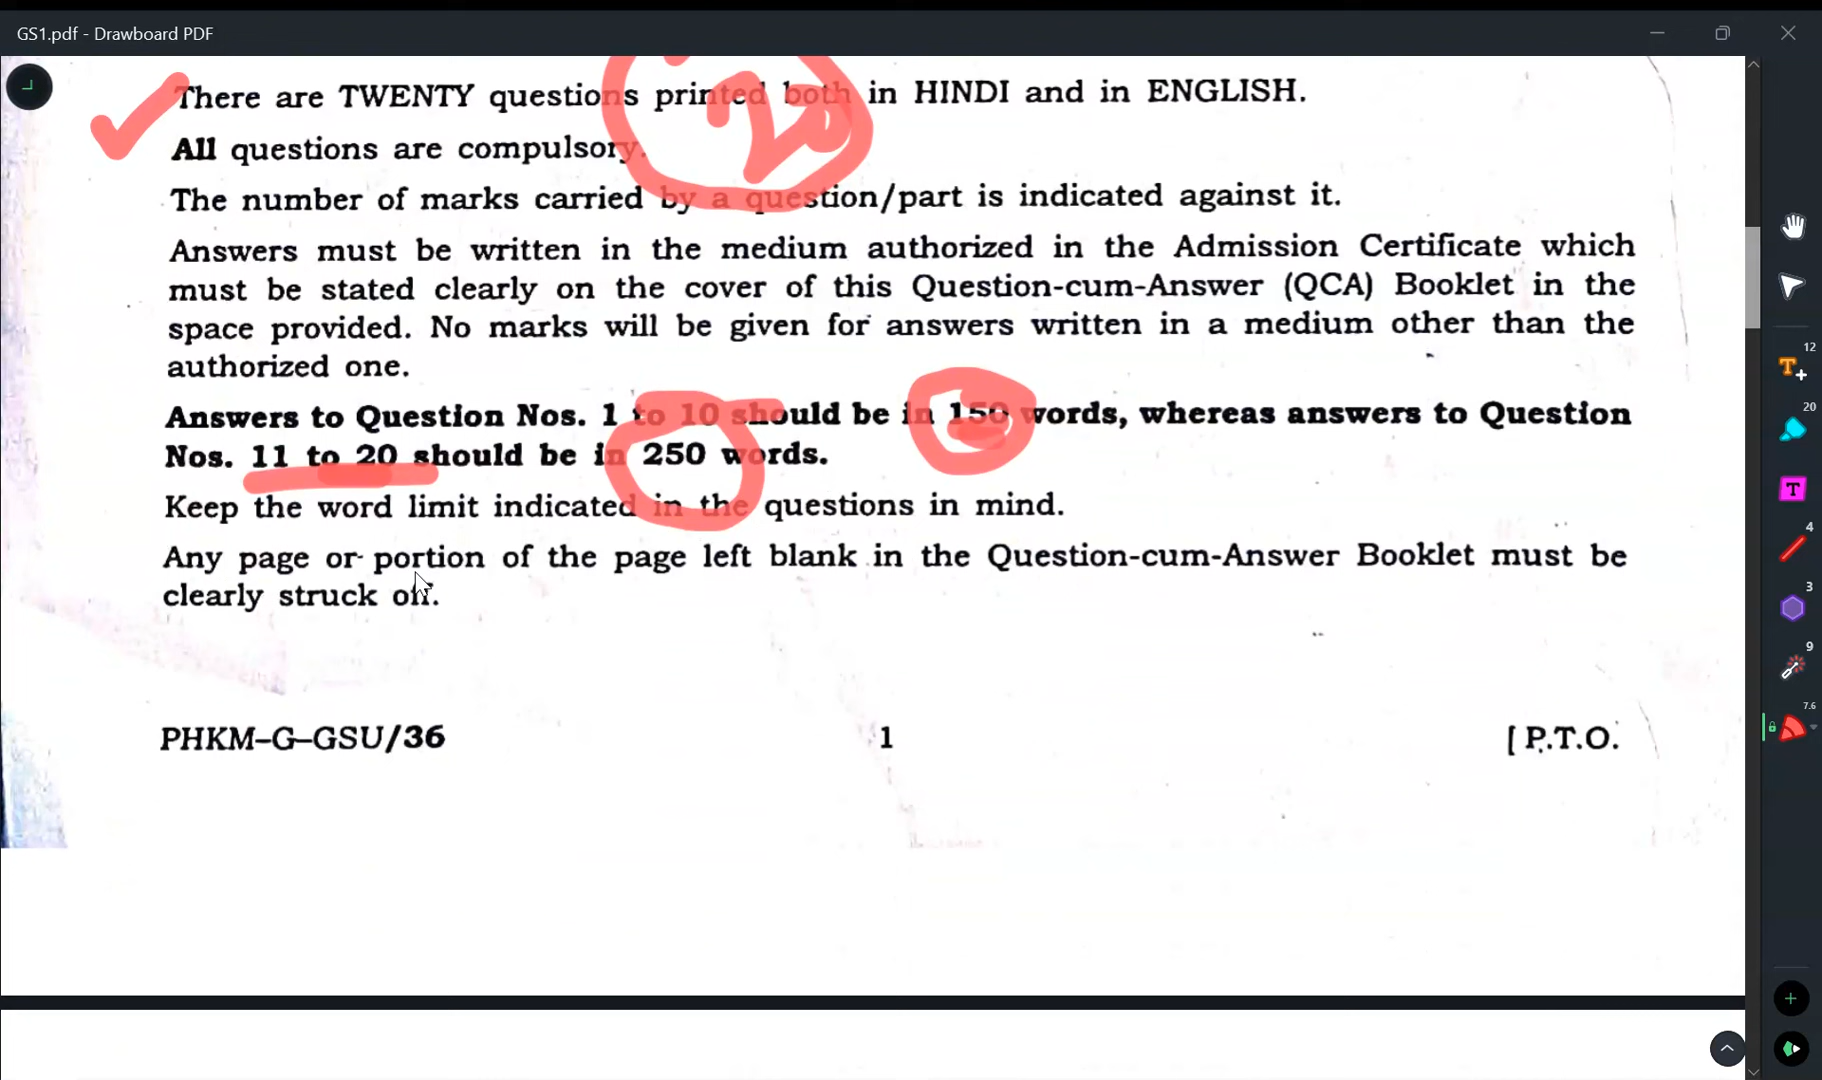 GS1.pdf - Drawboard PDF
There are TWENTY questions printed both in HINDI and in ENGLISH.
20
All questions are compulsory.
The number of marks carried by a question/part is indicated against it.
Answers must be written in the medium authorized in the Admission Certificate which
must be stated clearly on the cover of this Question-cum-Answer (QCA) Booklet in the
space provided. No marks will be given for answers written in a medium other than the
authorized one.
Answers to Question Nos. 1 to 10 should be in 150 words, whereas answers to Question
Nos. 11 to 20 should be in 250 words.
Keep the word limit indicated in the questions in mind.
Any page or portion of the page left blank in the Question-cum-Answer Booklet must be
clearly struck off.
PHKM-G-GSU/36 1 [ P.T.O.
12
20
T
4
3
9
7.6